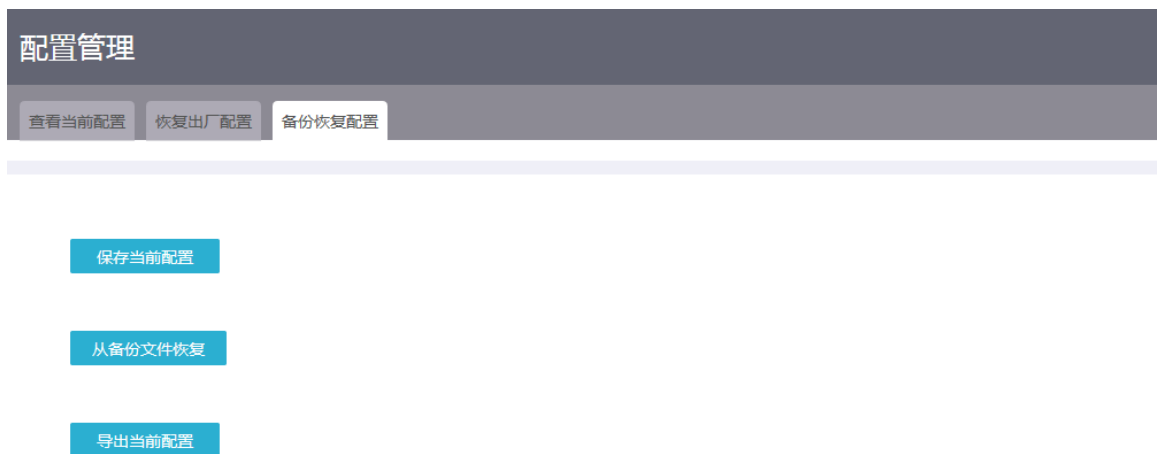 配置管理
查看当前配置 恢复出厂配置 备份恢复配置
保存当前配置
从备份文件恢复
导出当前配置